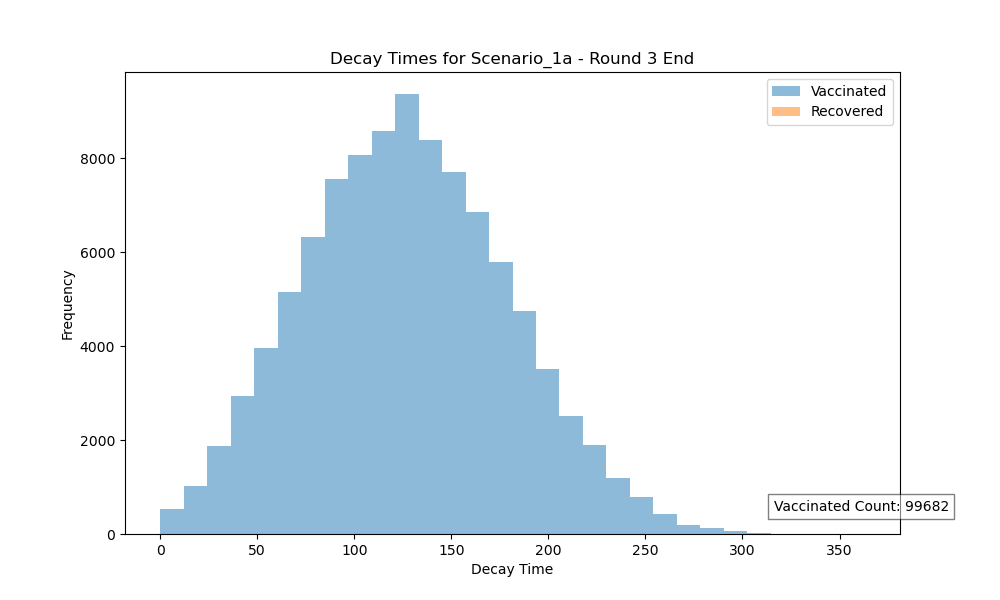 Decay Times for Scenario_1a - Round 3 End
Vaccinated
Recovered
Frequency
8000
6000
4000
2000
0
Vaccinated Count: 99682
0 50 100 150 200 250 300 350
Decay Time